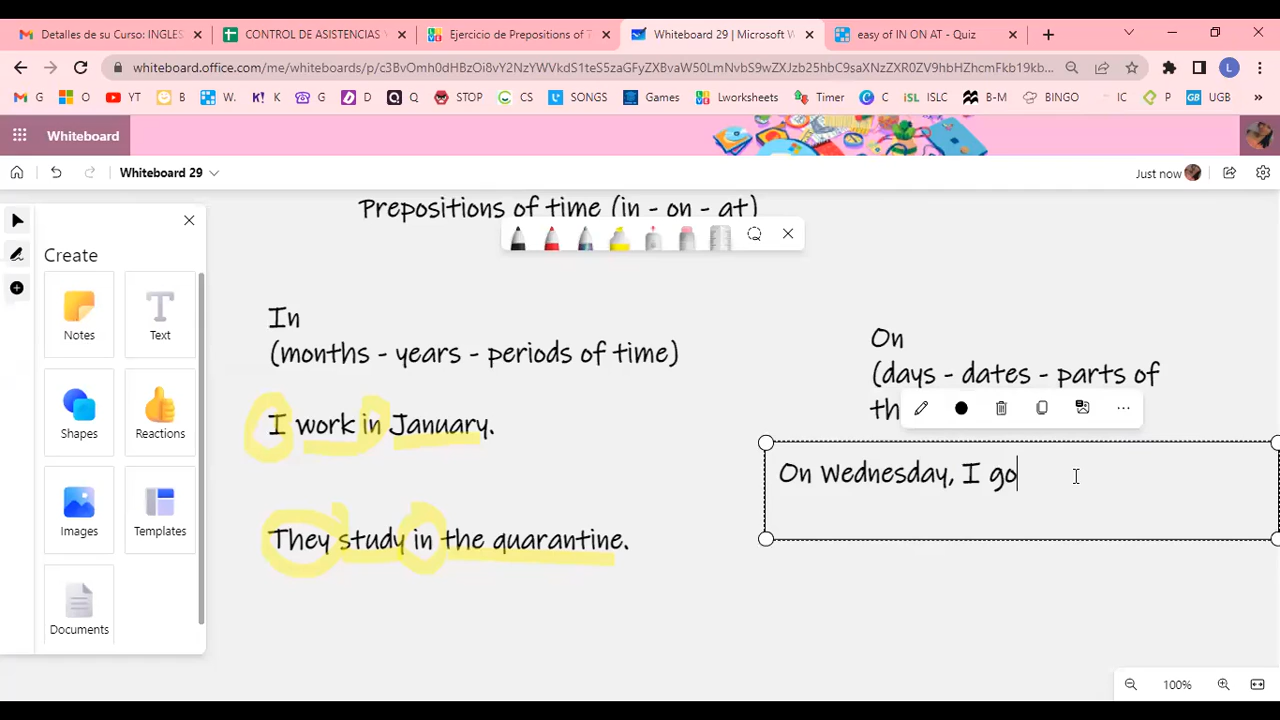 Detalles de su Curso: INGLES
CONTROL DE ASISTENCIAS Y
Ejercicio de Prepositions of T
Whiteboard 29 | Microsoft W
easy of IN ON AT - Quiz
whiteboard.office.com/me/whiteboards/p/c3BvOmh0dHBzOi8vY2NzYWVkdS1teS5zaGFyZXBvaW50LmNvbS9wZXJzb25hbC9saXNzZXR0ZV9hbHZhcmFkb19kb...
G
O
YT
B
W.
K
G
D
Q
STOP
CS
SONGS
Games
Lworksheets
Timer
C
ISLC
B-M
BINGO
IC
P
UGB
Whiteboard
Whiteboard 29
Just now
Create
Notes
Text
Shapes
Reactions
Images
Templates
Documents
Prepositions of time (in - on - at)
In
(months - years - periods of time)
I work in January.
They study in the quarantine.
On
(days - dates - parts of
th
On Wednesday, I go
100%